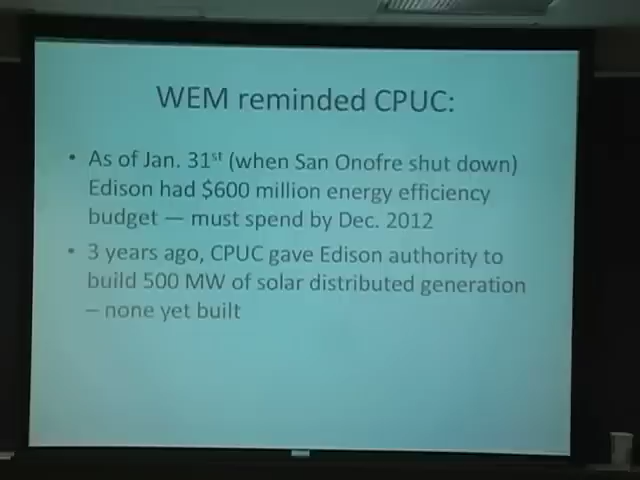 WEM reminded CPUC:
• As of Jan. 31st (when San Onofre shut down)
Edison had $600 million energy efficiency
budget — must spend by Dec. 2012
• 3 years ago, CPUC gave Edison authority to
build 500 MW of solar distributed generation
– none yet built